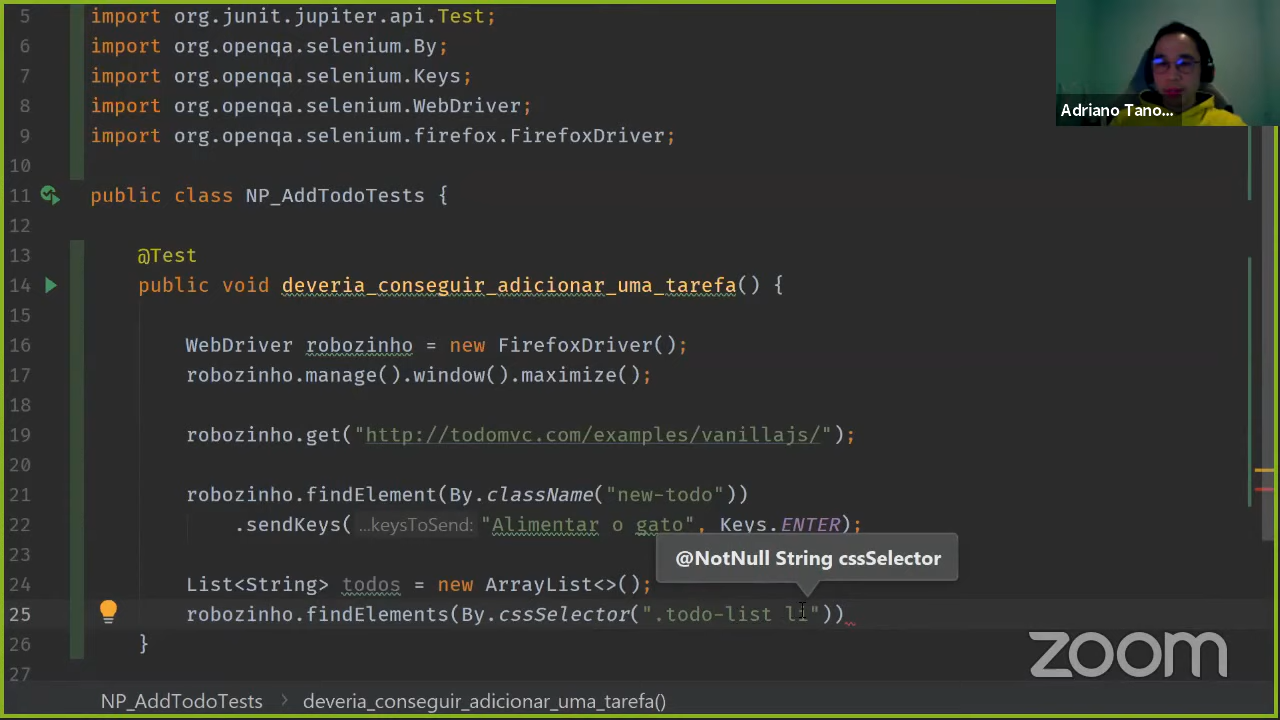 5 import org.junit.jupiter.api.Test;
6 import org.openqa.selenium.By;
7 import org.openqa.selenium.Keys;
8 import org.openqa.selenium.WebDriver;
9 import org.openqa.selenium.firefox.FirefoxDriver;
Adriano Tano...
10
11 public class NP_AddTodoTests {
12
13 @Test
14 public void deveria_conseguir_adicionar_uma_tarefa() {
15
16 WebDriver robozinho = new FirefoxDriver();
17 robozinho.manage().window().maximize();
18
19 robozinho.get("http://todomvc.com/examples/vanillajs/");
20
21 robozinho.findElement(By.className("new-todo"))
22 .sendKeys( ...keysToSend: "Alimentar o gato", Keys.ENTER);
23
@NotNull String cssSelector
24 List<String> todos = new ArrayList<>();
25 robozinho.findElements(By.cssSelector(".todo-list li"))
26 }
27
zoom
NP_AddTodoTests > deveria_conseguir_adicionar_uma_tarefa()